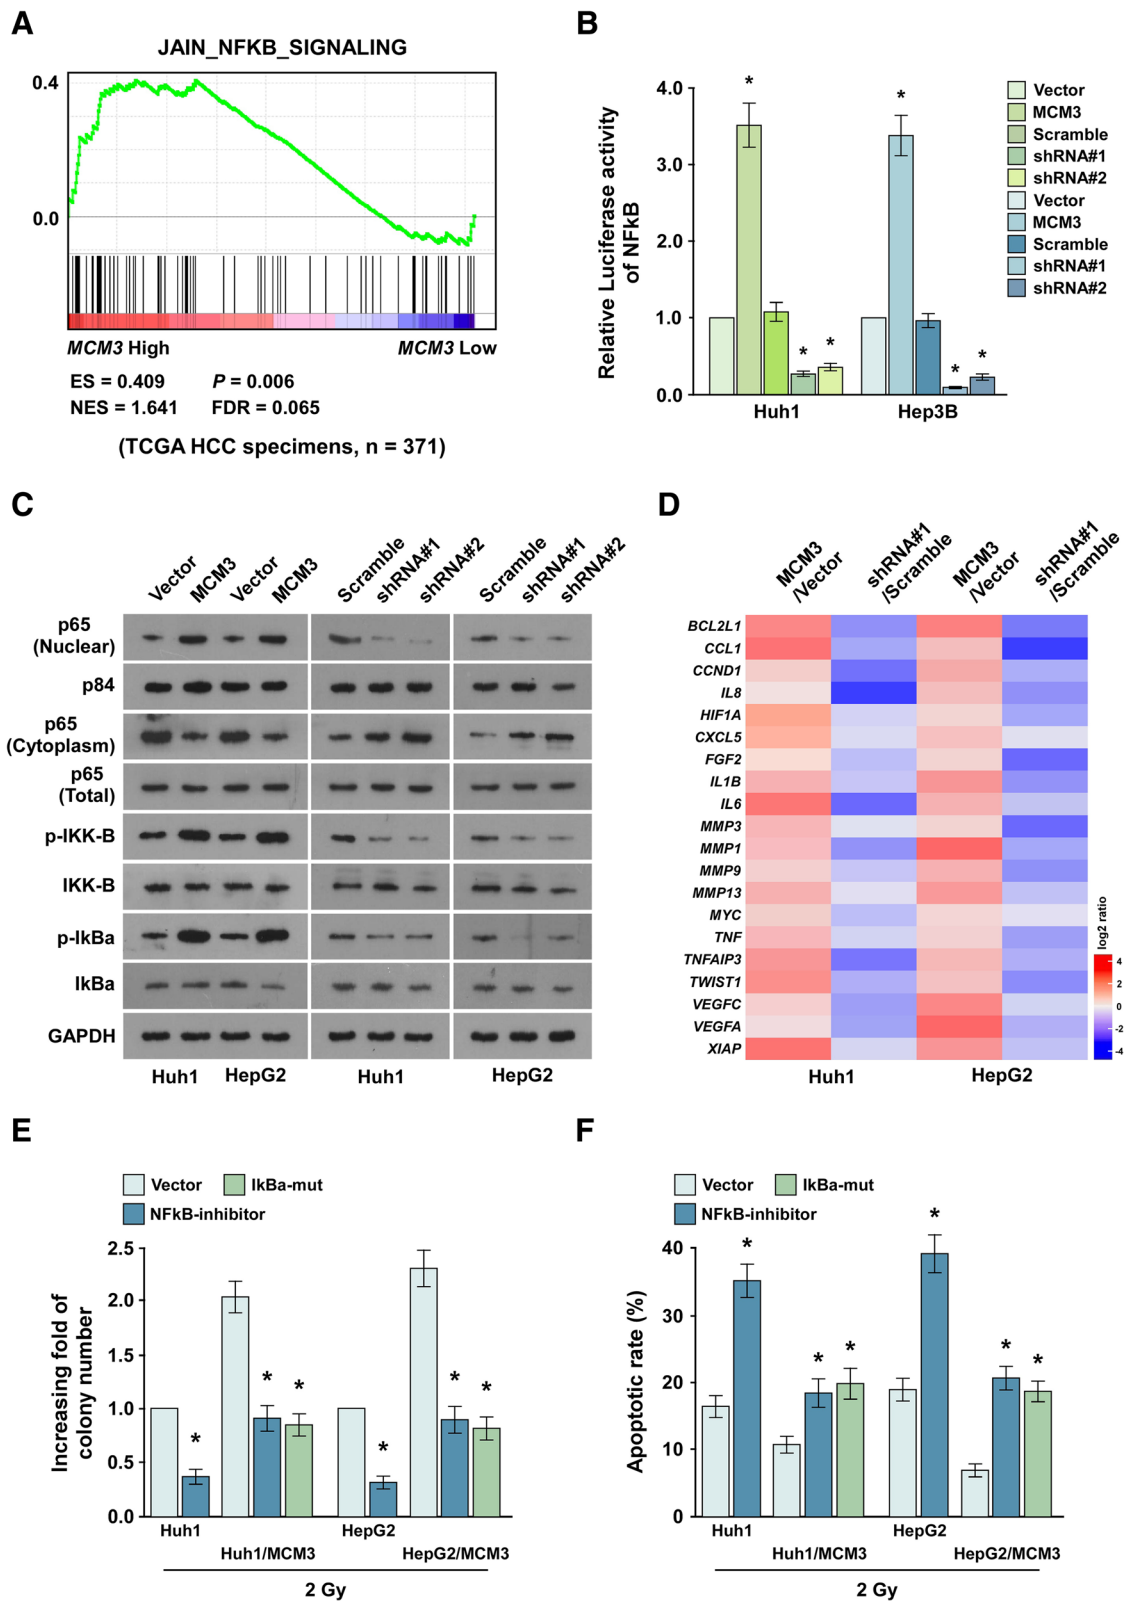 A
JAIN_NFKB_SIGNALING
0.4
0.0
MCM3 High
MCM3 Low
ES = 0.409 P = 0.006
NES = 1.641 FDR = 0.065
(TCGA HCC specimens, n = 371)
B
Relative Luciferase activity
of NFkB
4.0
3.0
2.0
1.0
0.0
*
*
*
*
*
*
Huh1
Hep3B
Vector
MCM3
Scramble
shRNA#1
shRNA#2
Vector
MCM3
Scramble
shRNA#1
shRNA#2
C
Vector
MCM3
Vector
MCM3
Scramble
shRNA#1
shRNA#2
Scramble
shRNA#1
shRNA#2
p65
(Nuclear)
p84
p65
(Cytoplasm)
p65
(Total)
p-IKK-B
IKK-B
p-IkBa
IkBa
GAPDH
Huh1
HepG2
Huh1
HepG2
D
MCM3
/Vector
shRNA#1
/Scramble
MCM3
/Vector
shRNA#1
/Scramble
BCL2L1
CCL1
CCND1
IL8
HIF1A
CXCL5
FGF2
IL1B
IL6
MMP3
MMP1
MMP9
MMP13
MYC
TNF
TNFAIP3
TWIST1
VEGFC
VEGFA
XIAP
Huh1
HepG2
log2 ratio
4
2
0
-2
-4
E
Vector
IkBa-mut
NFkB-inhibitor
Increasing fold of
colony number
2.5
2.0
1.5
1.0
0.5
0.0
*
*
*
*
*
*
Huh1
HepG2
Huh1/MCM3
HepG2/MCM3
2 Gy
F
Vector
IkBa-mut
NFkB-inhibitor
Apoptotic rate (%)
40
30
20
10
0
*
*
*
*
*
*
Huh1
HepG2
Huh1/MCM3
HepG2/MCM3
2 Gy